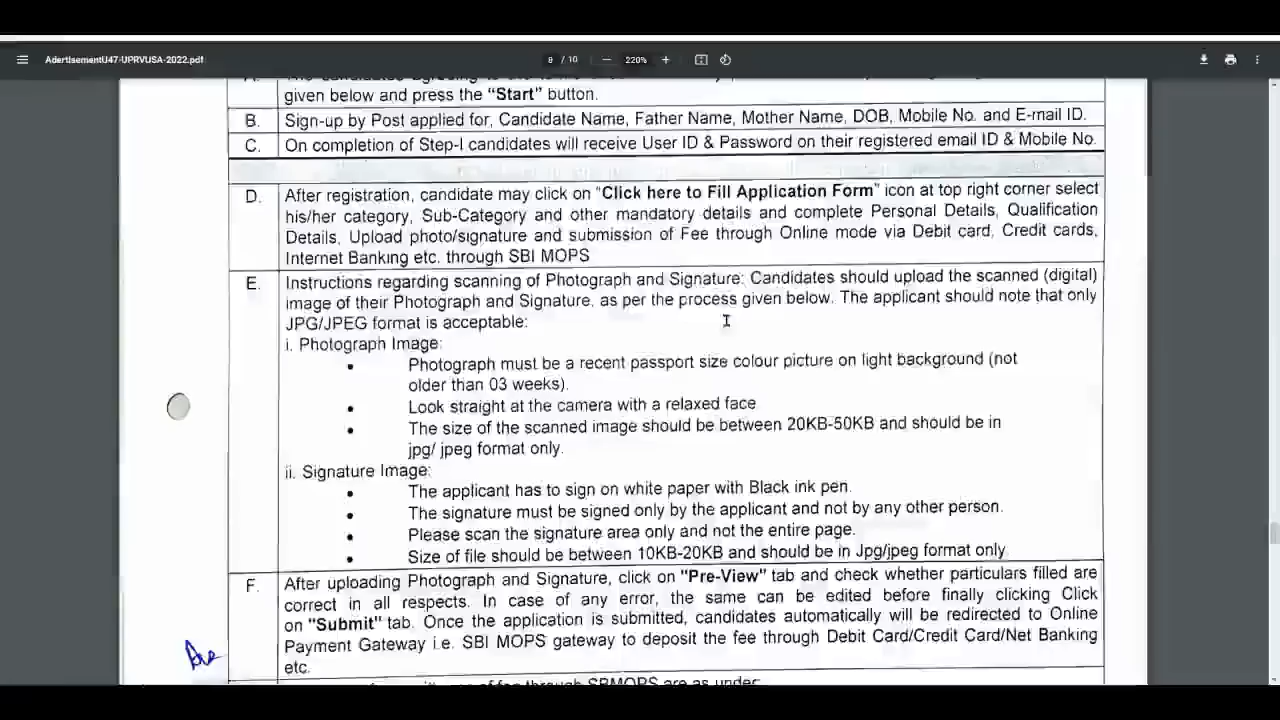 AdertisementU47-UPRVUSA-2022.pdf
8 / 10
220%
A.
given below and press the “Start” button.
B. Sign-up by Post applied for, Candidate Name, Father Name, Mother Name, DOB, Mobile No. and E-mail ID.
C. On completion of Step-I candidates will receive User ID & Password on their registered email ID & Mobile No.
D. After registration, candidate may click on “Click here to Fill Application Form” icon at top right corner select
his/her category, Sub-Category and other mandatory details and complete Personal Details, Qualification
Details, Upload photo/signature and submission of Fee through Online mode via Debit card, Credit cards,
Internet Banking etc. through SBI MOPS
E. Instructions regarding scanning of Photograph and Signature: Candidates should upload the scanned (digital)
image of their Photograph and Signature. as per the process given below. The applicant should note that only
JPG/JPEG format is acceptable:
i. Photograph Image:
• Photograph must be a recent passport size colour picture on light background (not
older than 03 weeks).
• Look straight at the camera with a relaxed face
• The size of the scanned image should be between 20KB-50KB and should be in
jpg/ jpeg format only.
ii. Signature Image:
• The applicant has to sign on white paper with Black ink pen.
• The signature must be signed only by the applicant and not by any other person.
• Please scan the signature area only and not the entire page.
• Size of file should be between 10KB-20KB and should be in Jpg/jpeg format only
F. After uploading Photograph and Signature, click on “Pre-View” tab and check whether particulars filled are
correct in all respects. In case of any error, the same can be edited before finally clicking Click
on “Submit” tab. Once the application is submitted, candidates automatically will be redirected to Online
Payment Gateway i.e. SBI MOPS gateway to deposit the fee through Debit Card/Credit Card/Net Banking
etc.
of fee through SBMOPS are as under: